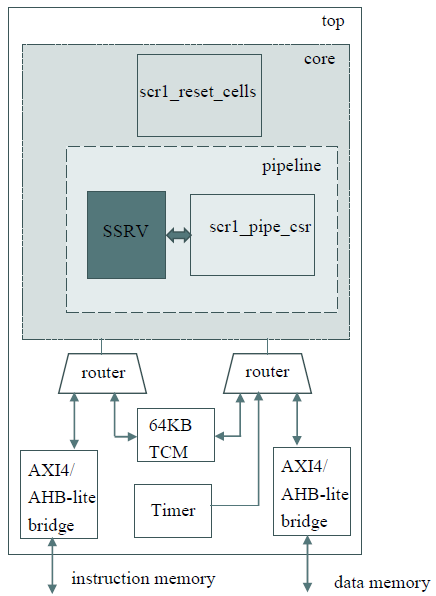 top
core
scr1_reset_cells
pipeline
SSRV
scr1_pipe_csr
router
router
64KB
TCM
AXI4/
AHB-lite
bridge
Timer
AXI4/
AHB-lite
bridge
instruction memory
data memory